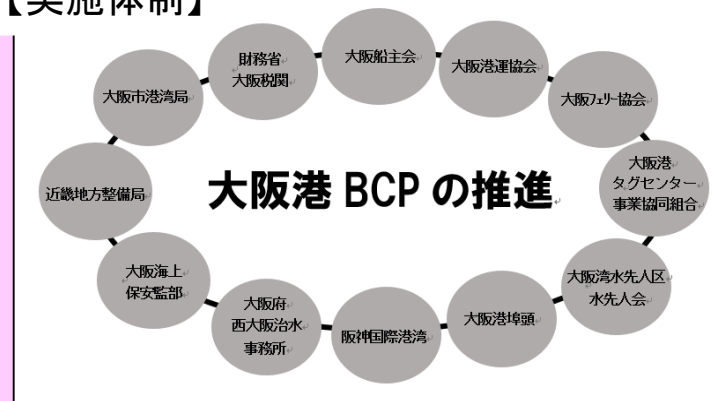 【実施体制】
財務省
大阪税関
大阪船主会
大阪港運協会
大阪市港湾局
大阪フェリー協会
近畿地方整備局
大阪港BCPの推進
大阪港
タグセンター
事業協同組合
大阪海上
保安監部
大阪湾水先人区
水先人会
大阪府
西大阪治水
事務所
阪神国際港湾
大阪港埠頭